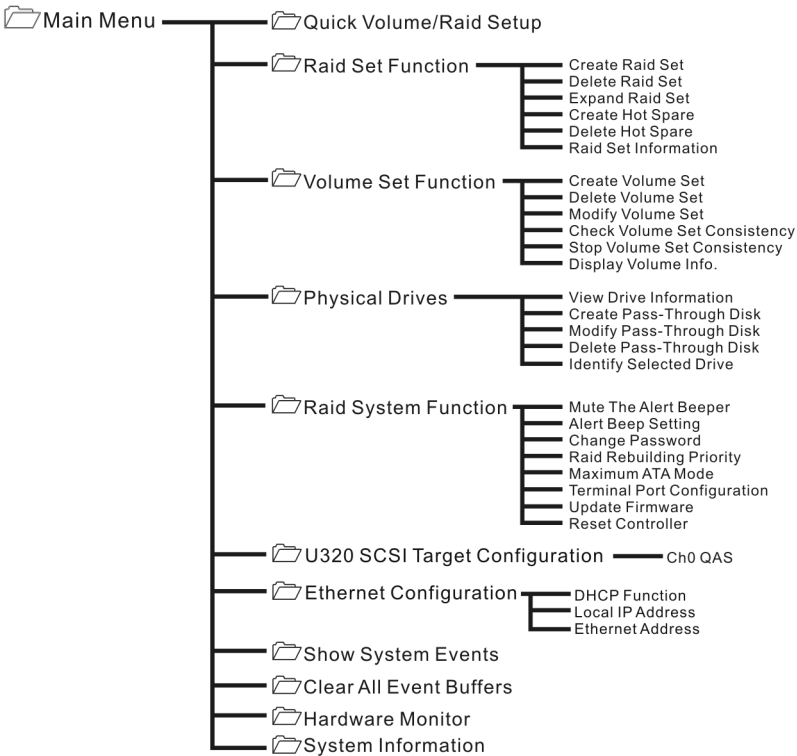 Main Menu
Quick Volume/Raid Setup
Raid Set Function
Create Raid Set
Delete Raid Set
Expand Raid Set
Create Hot Spare
Delete Hot Spare
Raid Set Information
Volume Set Function
Create Volume Set
Delete Volume Set
Modify Volume Set
Check Volume Set Consistency
Stop Volume Set Consistency
Display Volume Info.
Physical Drives
View Drive Information
Create Pass-Through Disk
Modify Pass-Through Disk
Delete Pass-Through Disk
Identify Selected Drive
Raid System Function
Mute The Alert Beeper
Alert Beep Setting
Change Password
Raid Rebuilding Priority
Maximum ATA Mode
Terminal Port Configuration
Update Firmware
Reset Controller
U320 SCSI Target Configuration
Ch0 QAS
Ethernet Configuration
DHCP Function
Local IP Address
Ethernet Address
Show System Events
Clear All Event Buffers
Hardware Monitor
System Information